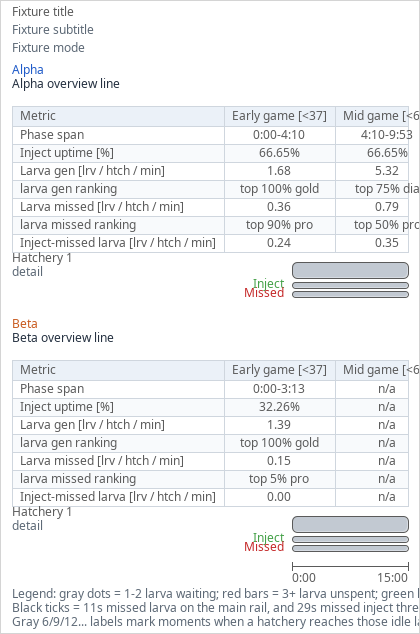 Fixture title
Fixture subtitle
Fixture mode
Alpha
Alpha overview line
Metric Early game [<37] Mid game [<6
Phase span 0:00-4:10 4:10-9:53
Inject uptime [%] 66.65% 66.65%
Larva gen [lrv / htch / min] 1.68 5.32
larva gen ranking top 100% gold top 75% dia
Larva missed [lrv / htch / min] 0.36 0.79
larva missed ranking top 90% pro top 50% pro
Inject-missed larva [lrv / htch / min] 0.24 0.35
Hatchery 1
detail
Inject
Missed
Beta
Beta overview line
Metric Early game [<37] Mid game [<6
Phase span 0:00-3:13 n/a
Inject uptime [%] 32.26% n/a
Larva gen [lrv / htch / min] 1.39 n/a
larva gen ranking top 100% gold n/a
Larva missed [lrv / htch / min] 0.15 n/a
larva missed ranking top 5% pro n/a
Inject-missed larva [lrv / htch / min] 0.00 n/a
Hatchery 1
detail
Inject
Missed
0:00 15:00
Legend: gray dots = 1-2 larva waiting; red bars = 3+ larva unspent; green
Black ticks = 11s missed larva on the main rail, and 29s missed inject thre
Gray 6/9/12... labels mark moments when a hatchery reaches those idle